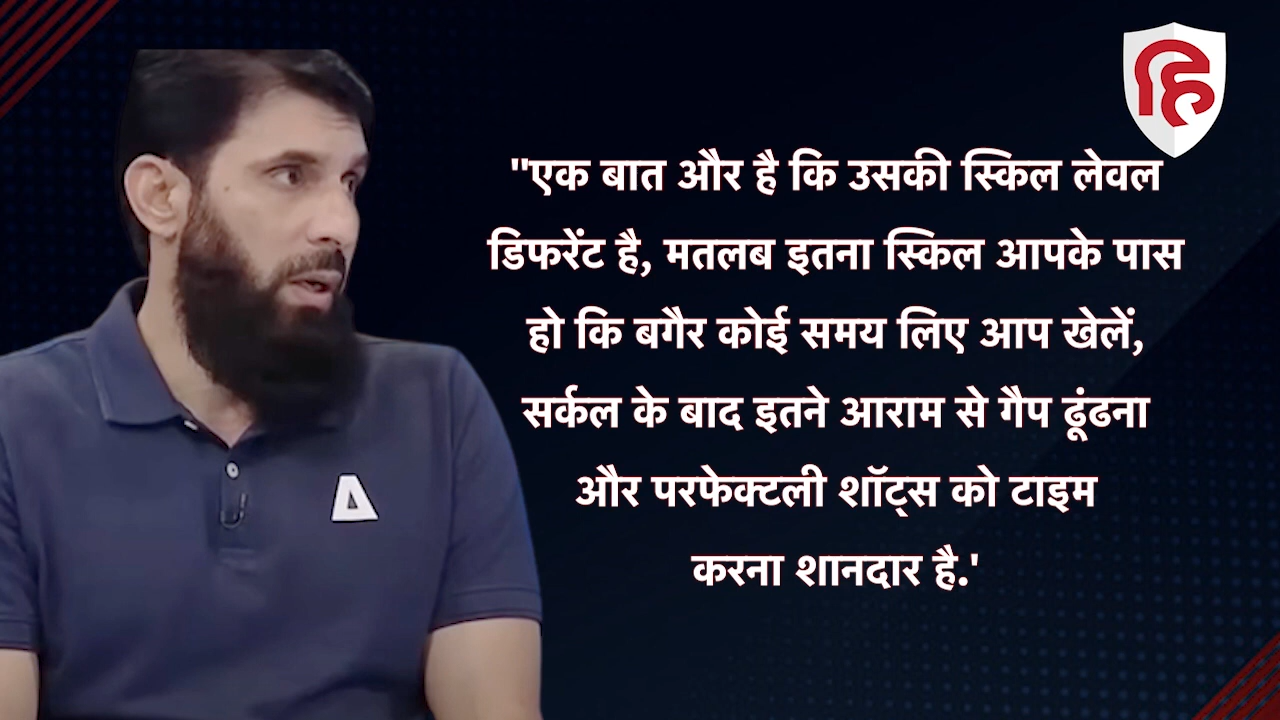 हि
"एक बात और है कि उसकी स्किल लेवल
डिफरेंट है, मतलब इतना स्किल आपके पास
हो कि बगैर कोई समय लिए आप खेलें,
सर्कल के बाद इतने आराम से गैप ढूंढना
और परफेक्टली शॉट्स को टाइम
करना शानदार है.'